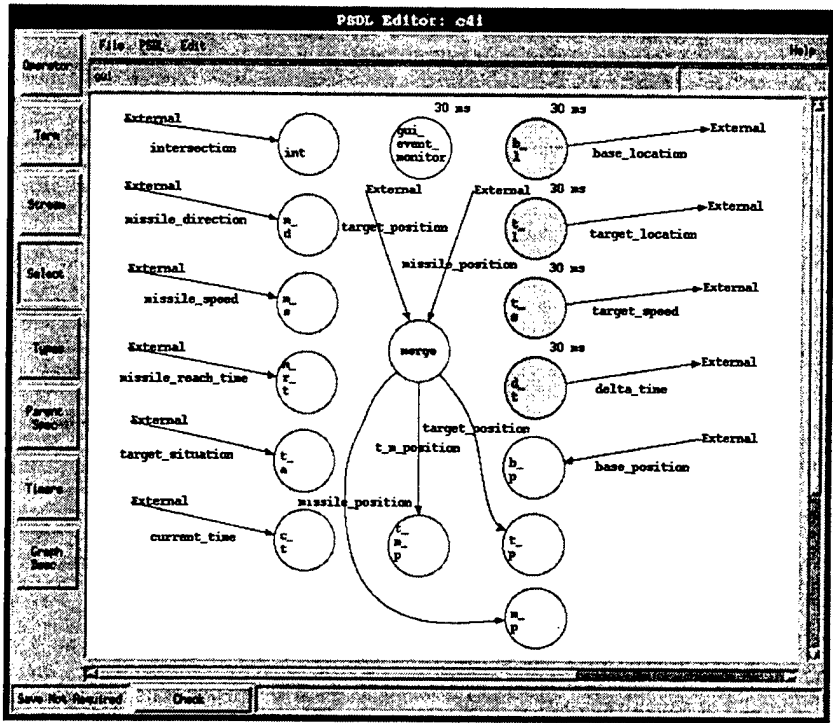 PSDL Editor: c4i
File PSDL Edit Help
gui
Operator
Term
Stream
Select
Types
Parent Spec
Timers
Graph Spec
External
intersection
int
30 ms
gui_
event_
monitor
30 ms
b_
l
External
base_location
External
missile_direction
m_
d
External
target_position
External
missile_position
30 ms
t_
l
External
target_location
External
missile_speed
m_
s
30 ms
t_
s
External
target_speed
merge
External
missile_reach_time
m_
r_
t
30 ms
d_
t
External
delta_time
External
target_situation
t_
s
target_position
t_m_position
missile_position
b_
p
External
base_position
External
current_time
c_
t
t_
m_
p
t_
p
m_
p
Save Not Required
Check